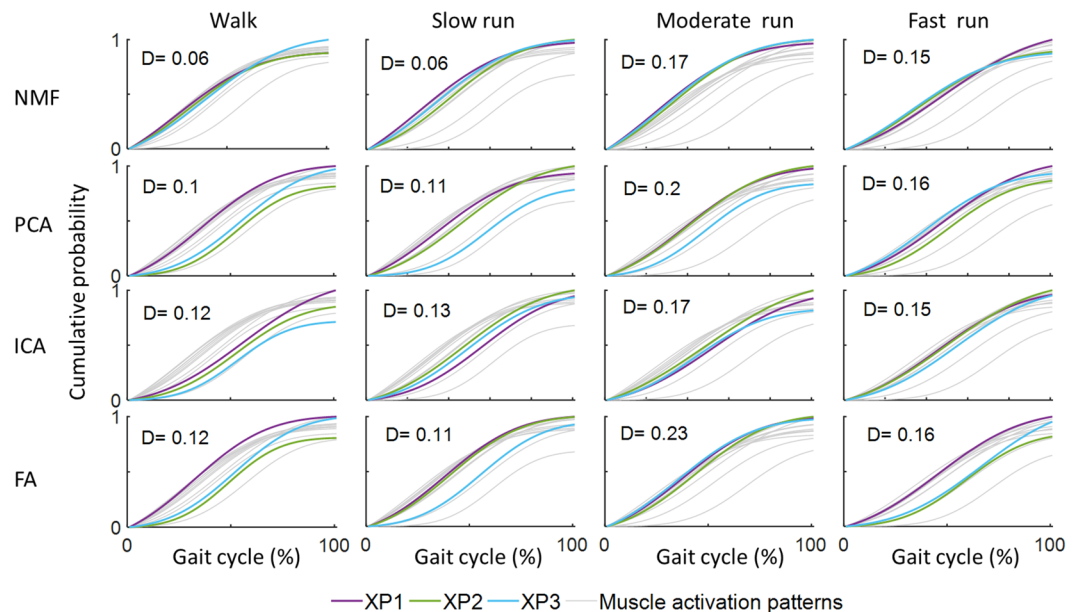 Walk Slow run Moderate run Fast run
NMF 1 D= 0.06 D= 0.06 D= 0.17 D= 0.15
0
PCA 1 D= 0.1 D= 0.11 D= 0.2 D= 0.16
0
Cumulative probability
ICA 1 D= 0.12 D= 0.13 D= 0.17 D= 0.15
0
FA 1 D= 0.12 D= 0.11 D= 0.23 D= 0.16
0
0 Gait cycle (%) 100 0 Gait cycle (%) 100 0 Gait cycle (%) 100 0 Gait cycle (%) 100
XP1 XP2 XP3 Muscle activation patterns